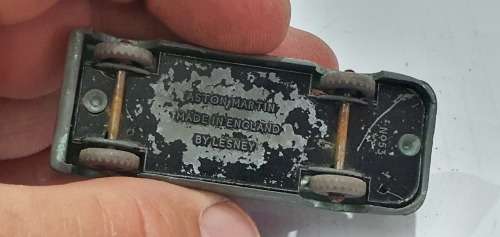 ASTON MARTIN
MADE IN ENGLAND
BY LESNEY
No53